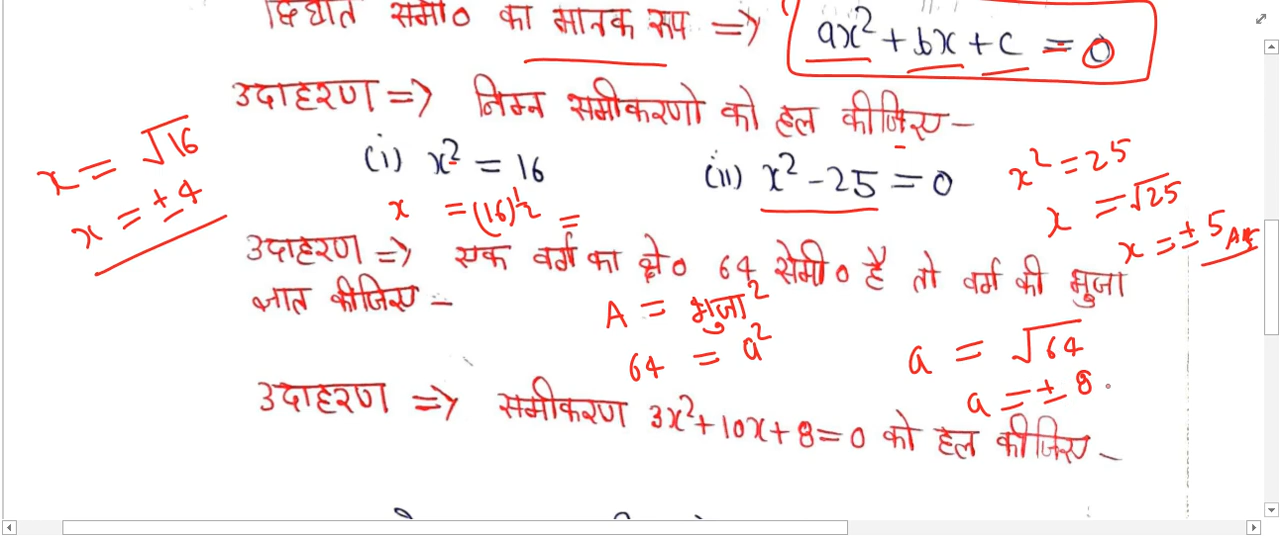 द्विघात समी० का मानक रूप => ax²+bx+c = 0
उदाहरण => निम्न समीकरणो को हल कीजिए -
(i) x² = 16
(ii) x² - 25 = 0
x = √16
x = ±4
x = (16)^½ =
x² = 25
x = √25
x = ±5 Ans
उदाहरण => एक वर्ग का क्षे० 64 सेमी० है तो वर्ग की भुजा
ज्ञात कीजिए -
A = भुजा²
64 = a²
a = √64
a = ±8
उदाहरण => समीकरण 3x²+10x+8=0 को हल कीजिए -